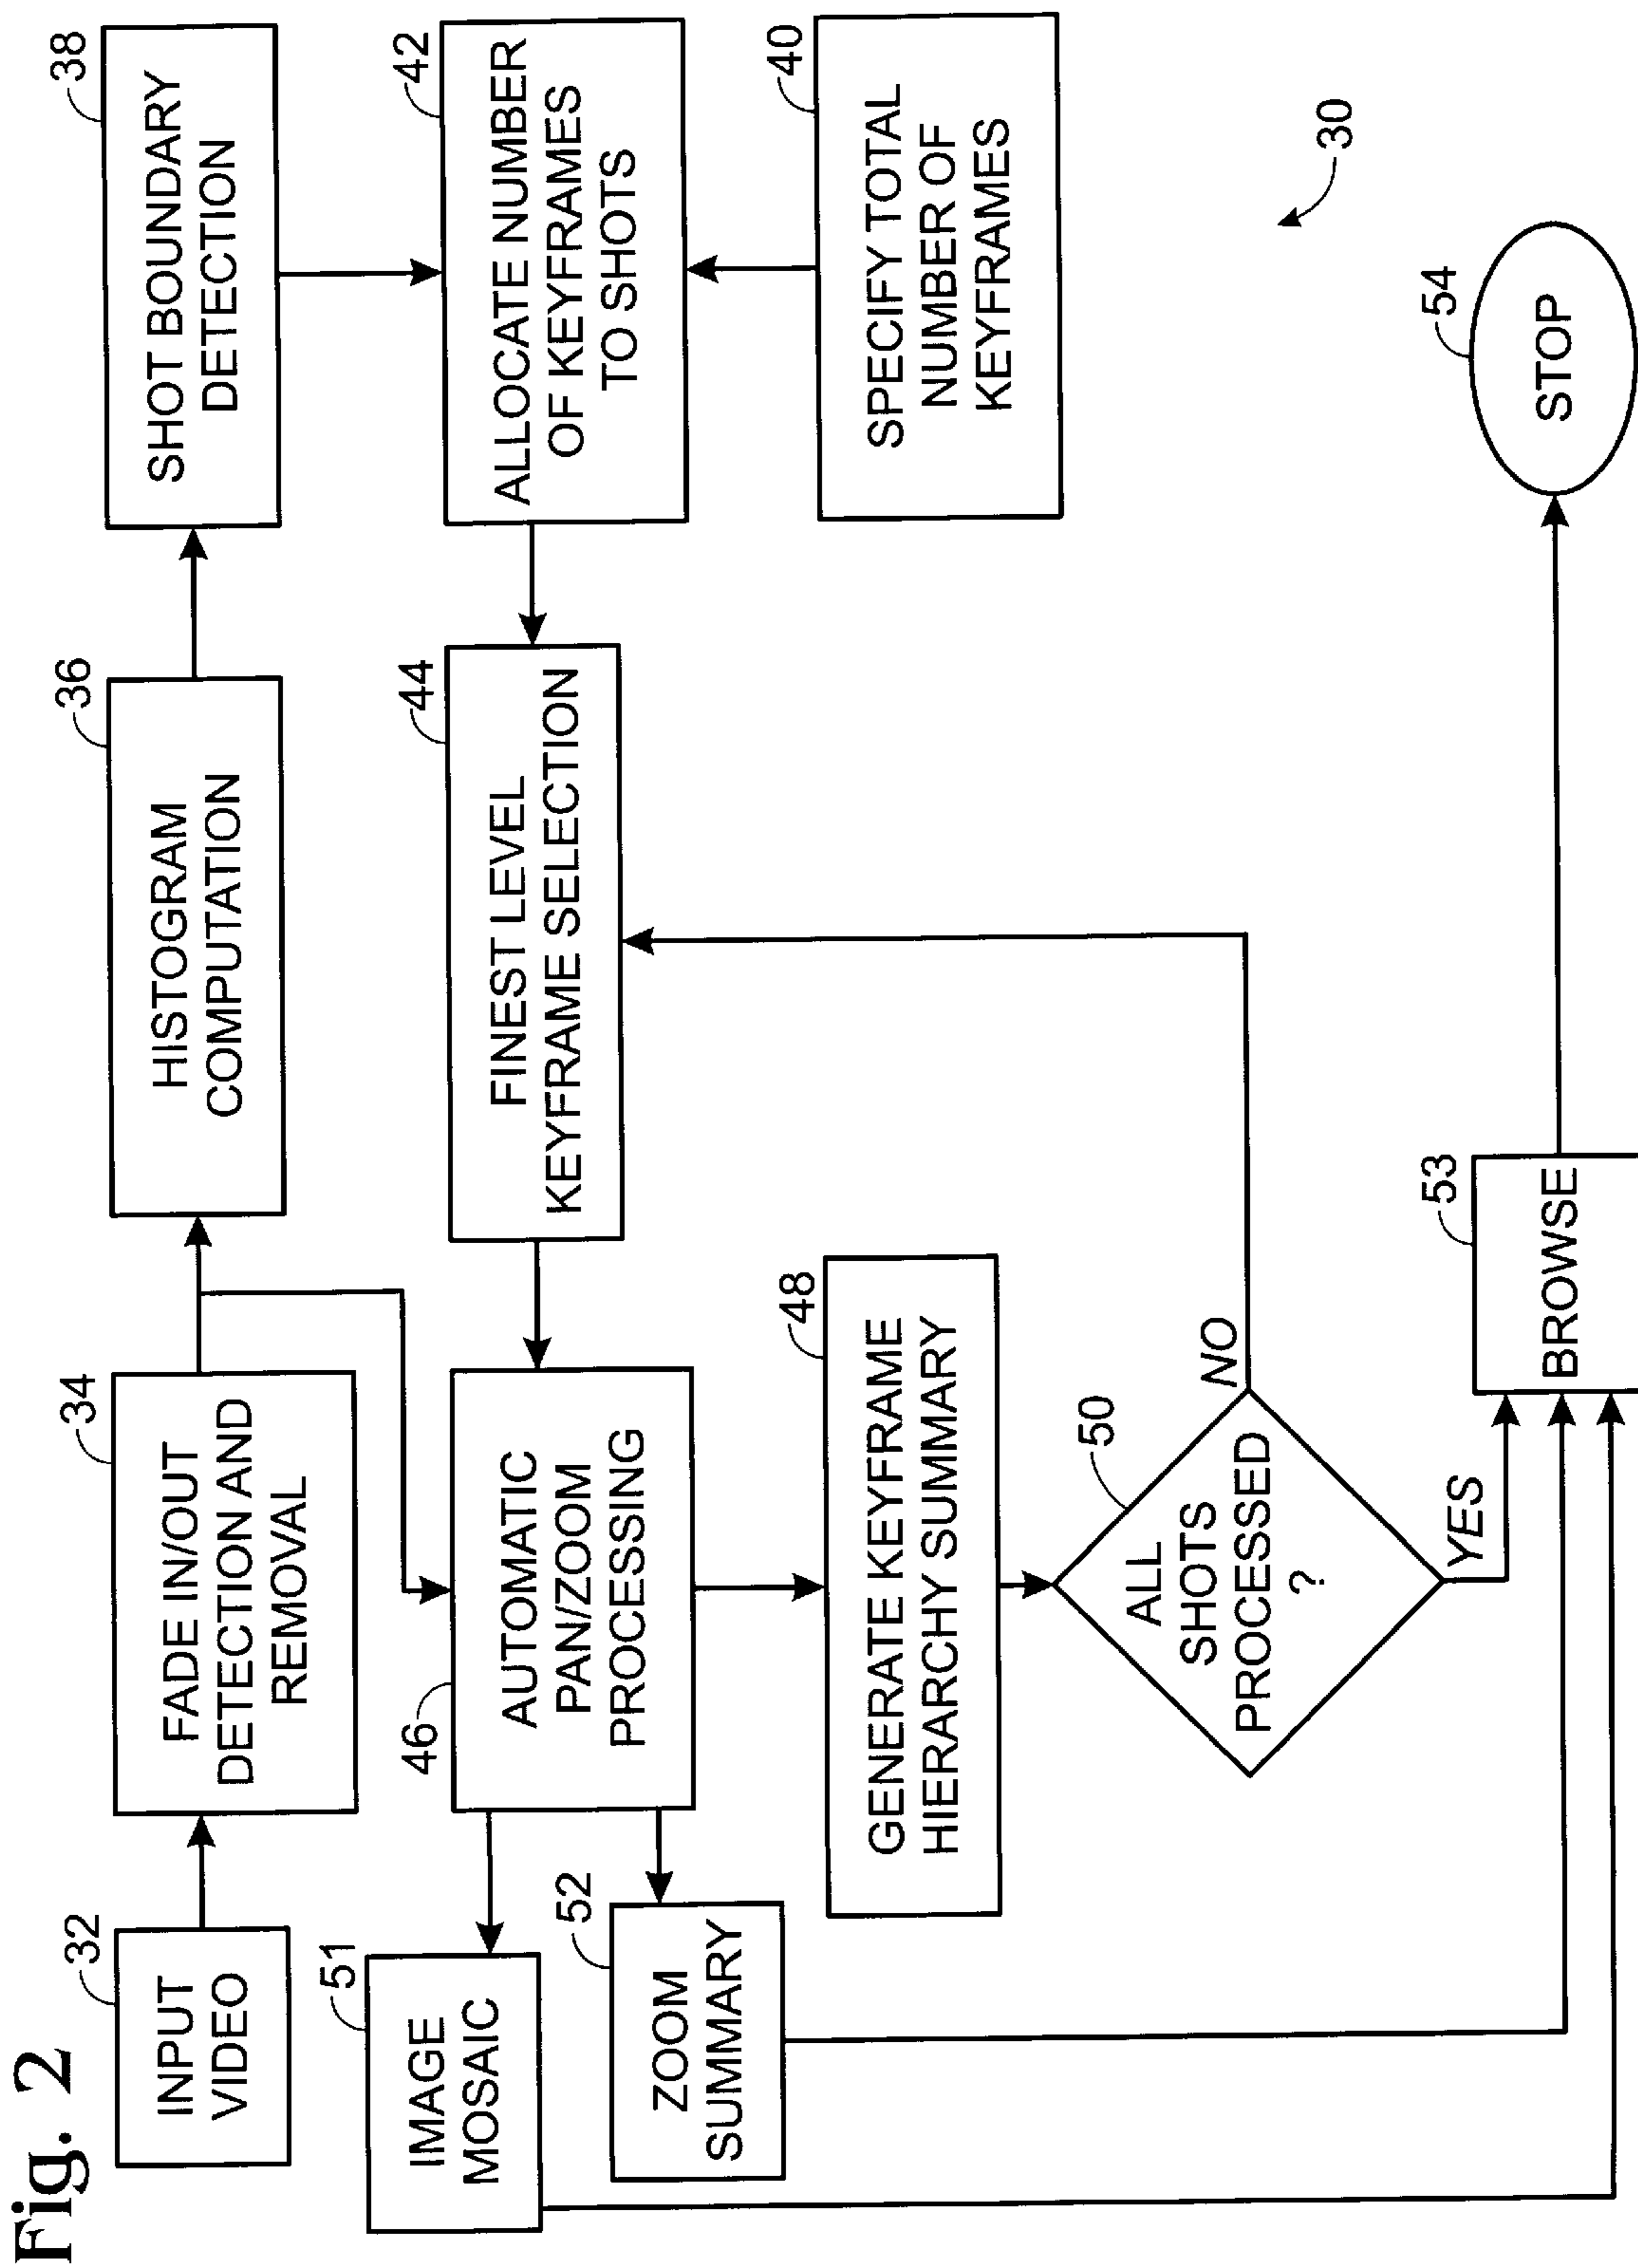 Fig. 2
32
INPUT
VIDEO
34
FADE IN/OUT
DETECTION AND
REMOVAL
36
HISTOGRAM
COMPUTATION
38
SHOT BOUNDARY
DETECTION
51
IMAGE
MOSAIC
46
AUTOMATIC
PAN/ZOOM
PROCESSING
44
FINEST LEVEL
KEYFRAME SELECTION
42
ALLOCATE NUMBER
OF KEYFRAMES
TO SHOTS
52
ZOOM
SUMMARY
48
GENERATE KEYFRAME
HIERARCHY SUMMARY
40
SPECIFY TOTAL
NUMBER OF
KEYFRAMES
50
ALL
SHOTS
PROCESSED
?
NO
YES
30
53
BROWSE
54
STOP